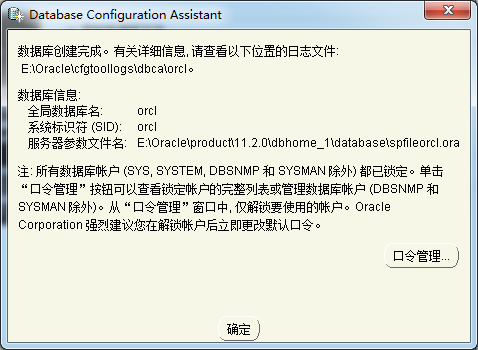 Database Configuration Assistant
数据库创建完成。有关详细信息, 请查看以下位置的日志文件:
E:\Oracle\cfgtoollogs\dbca\orcl。
数据库信息:
全局数据库名: orcl
系统标识符 (SID): orcl
服务器参数文件名: E:\Oracle\product\11.2.0\dbhome_1\database\spfileorcl.ora
注: 所有数据库帐户 (SYS, SYSTEM, DBSNMP 和 SYSMAN 除外) 都已锁定。单击
“口令管理”按钮可以查看锁定帐户的完整列表或管理数据库帐户 (DBSNMP 和
SYSMAN 除外)。从“口令管理”窗口中, 仅解锁要使用的帐户。Oracle
Corporation 强烈建议您在解锁帐户后立即更改默认口令。
口令管理...
确定